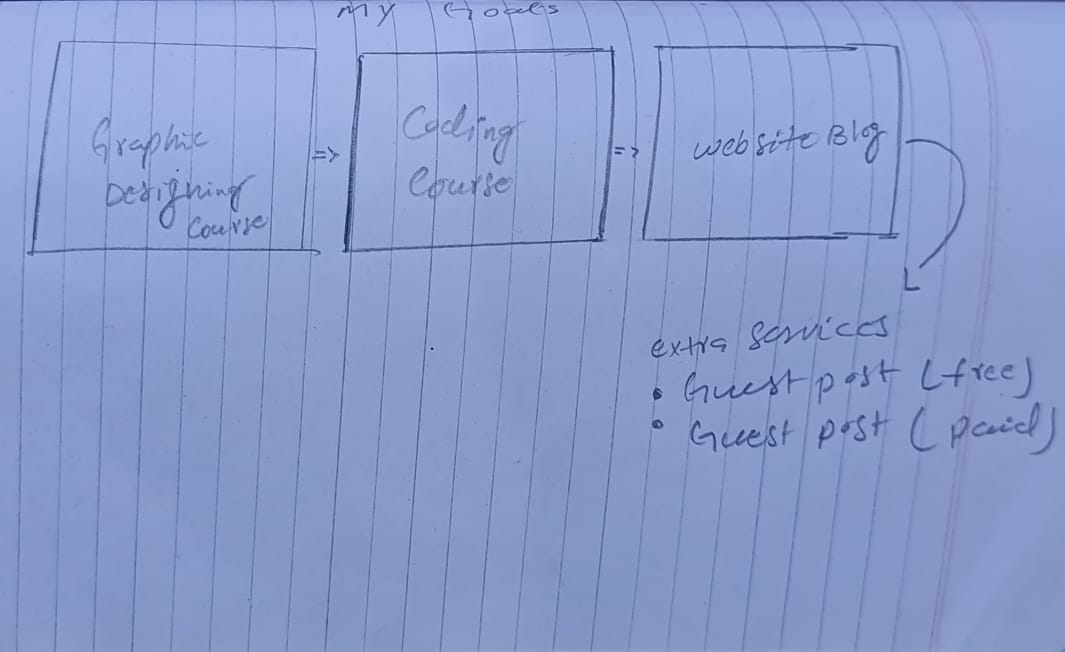 My Goals
Graphic
Designing
Course
=>
Coding
Course
=>
Website Blog
extra services
• Guest post (free)
• Guest post (paid)